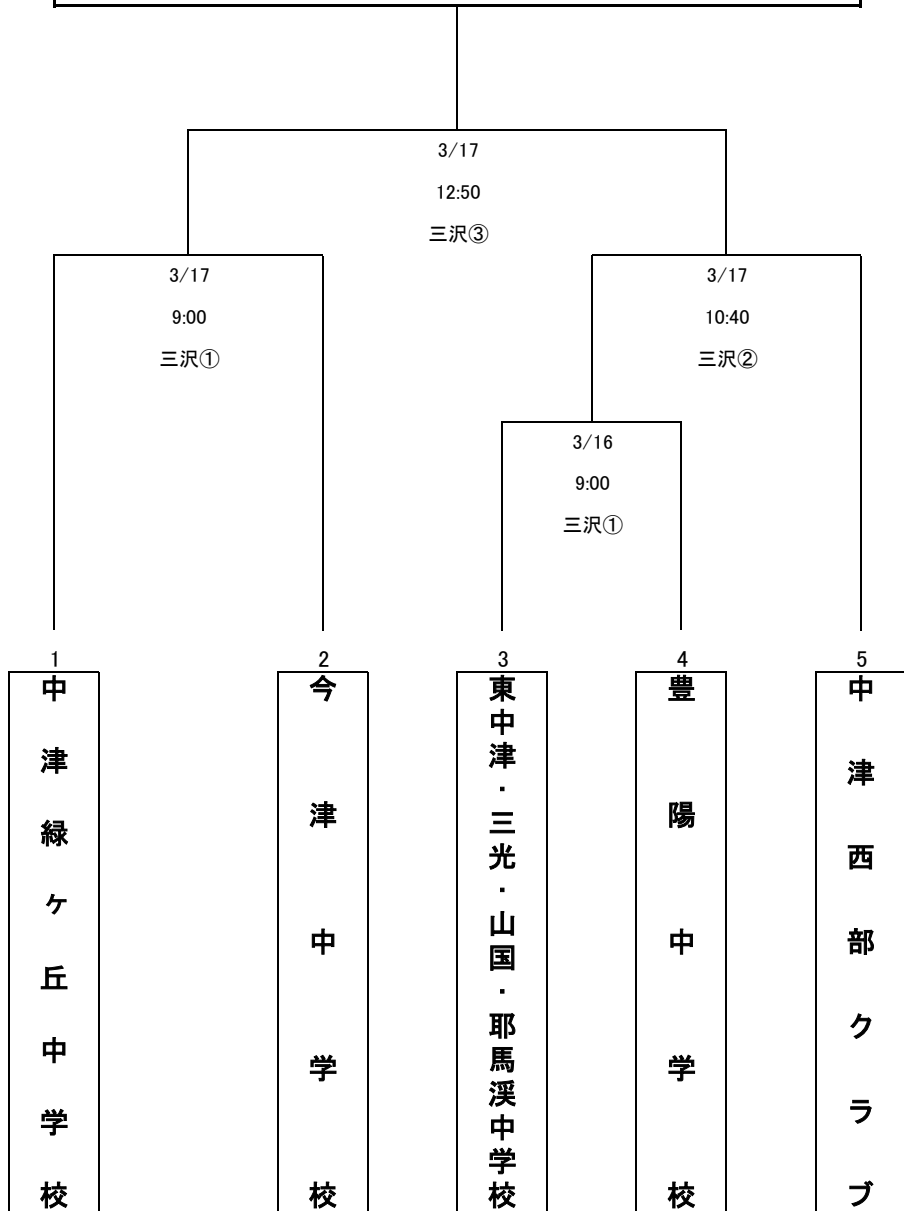 3/17
12:50
三沢③
3/17
9:00
三沢①
3/17
10:40
三沢②
3/16
9:00
三沢①
1
中津緑ヶ丘中学校
2
今津中学校
3
東中津・三光・山国・耶馬渓中学校
4
豊陽中学校
5
中津西部クラブ